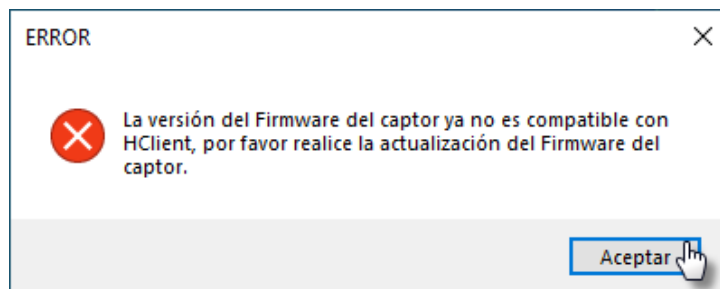 ERROR
La versión del Firmware del captor ya no es compatible con
HClient, por favor realice la actualización del Firmware del
captor.
Aceptar